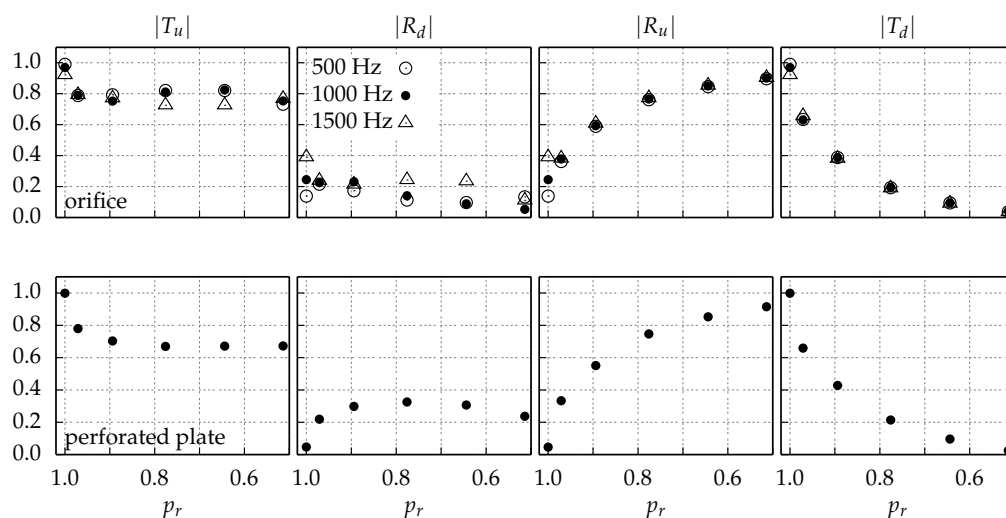 |T_u| |R_d| |R_u| |T_d|
1.0
0.8
0.6
0.4
0.2
0.0
orifice
500 Hz
1000 Hz
1500 Hz
1.0
0.8
0.6
0.4
0.2
0.0
perforated plate
1.0 0.8 0.6 1.0 0.8 0.6 1.0 0.8 0.6 1.0 0.8 0.6
p_r p_r p_r p_r